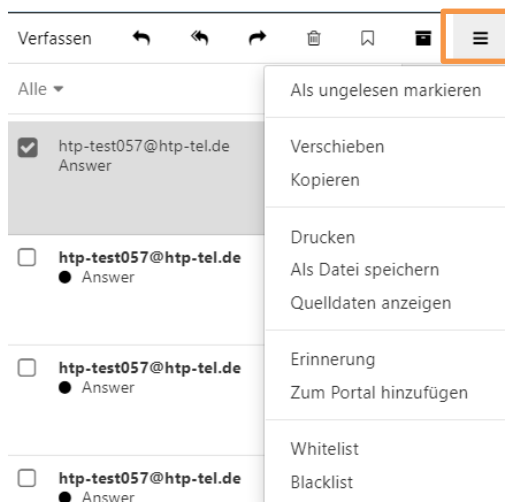 Verfassen
Alle
htp-test057@htp-tel.de
Answer
htp-test057@htp-tel.de
Answer
htp-test057@htp-tel.de
Answer
htp-test057@htp-tel.de
Answer
Als ungelesen markieren
Verschieben
Kopieren
Drucken
Als Datei speichern
Quelldaten anzeigen
Erinnerung
Zum Portal hinzufügen
Whitelist
Blacklist